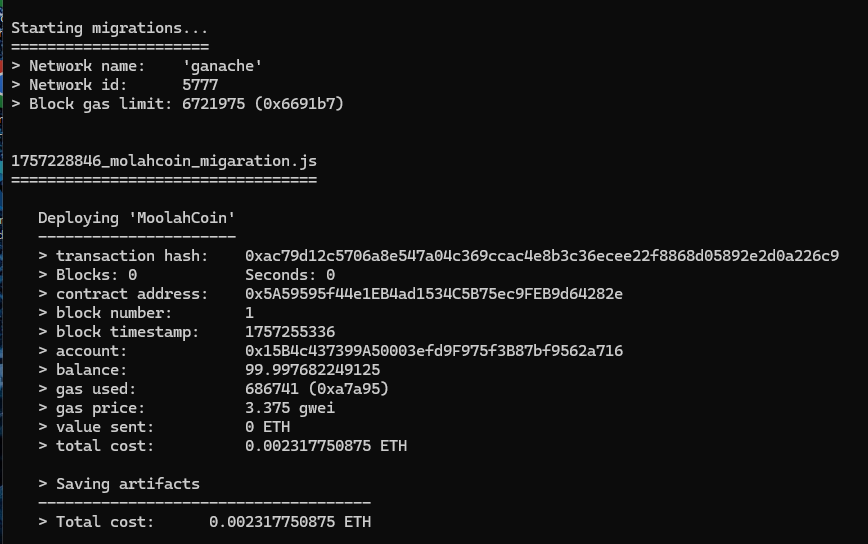 Starting migrations...
======================
> Network name:    'ganache'
> Network id:      5777
> Block gas limit: 6721975 (0x6691b7)
1757228846_molahcoin_migaration.js
==================================
Deploying 'MoolahCoin'
----------------------
> transaction hash:    0xac79d12c5706a8e547a04c369ccac4e8b3c36ecee22f8868d05892e2d0a226c9
> Blocks: 0            Seconds: 0
> contract address:    0x5A59595f44e1EB4ad1534C5B75ec9FEB9d64282e
> block number:        1
> block timestamp:     1757255336
> account:             0x15B4c437399A50003efd9F975f3B87bf9562a716
> balance:             99.997682249125
> gas used:            686741 (0xa7a95)
> gas price:           3.375 gwei
> value sent:          0 ETH
> total cost:          0.002317750875 ETH
> Saving artifacts
-------------------------------------
> Total cost:      0.002317750875 ETH